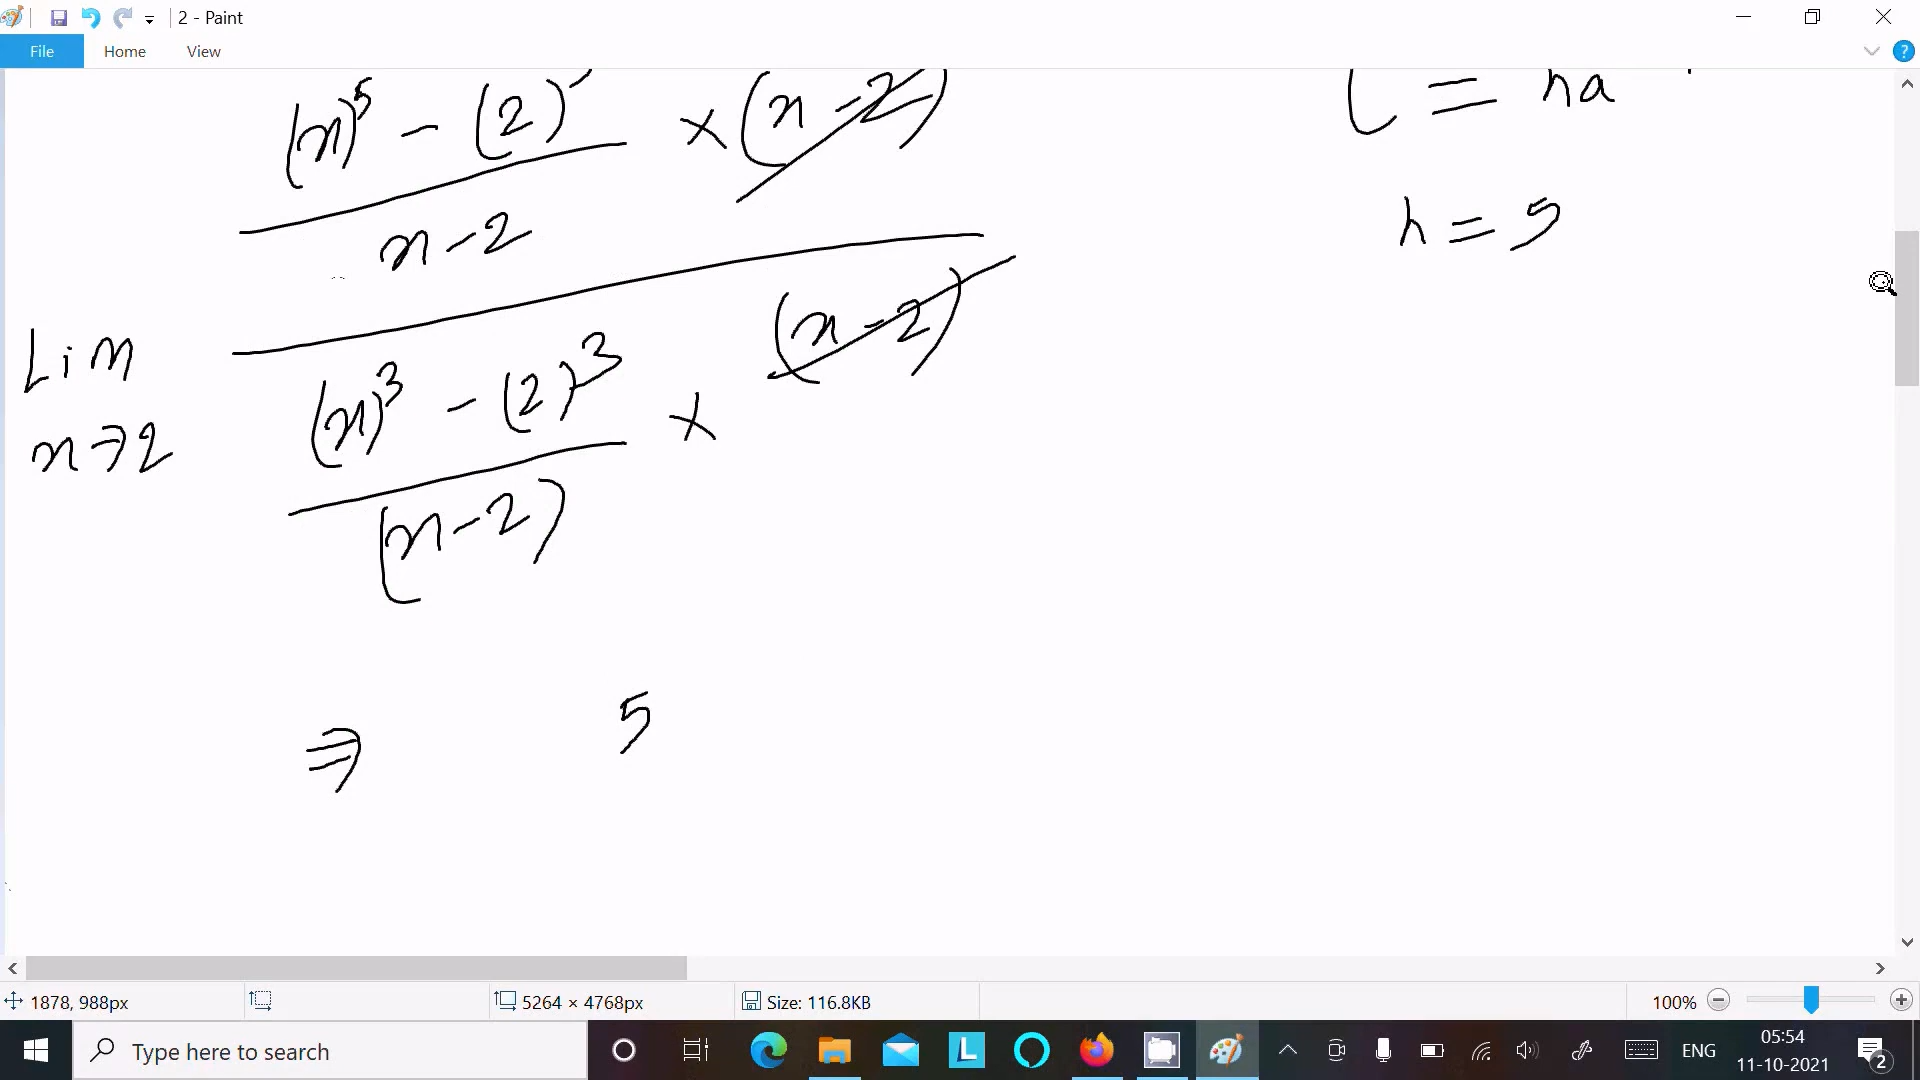 2 - Paint
File Home View
(x)⁵ - (2) × (x - 2)
x - 2
Lim
x → 2
(x)³ - (2)³ × (x - 2)
(x - 2)
⇒ 5
L = na
n = 5
1878, 988px 5264 × 4768px Size: 116.8KB 100%
Type here to search
L
ENG
05:54
11-10-2021
2